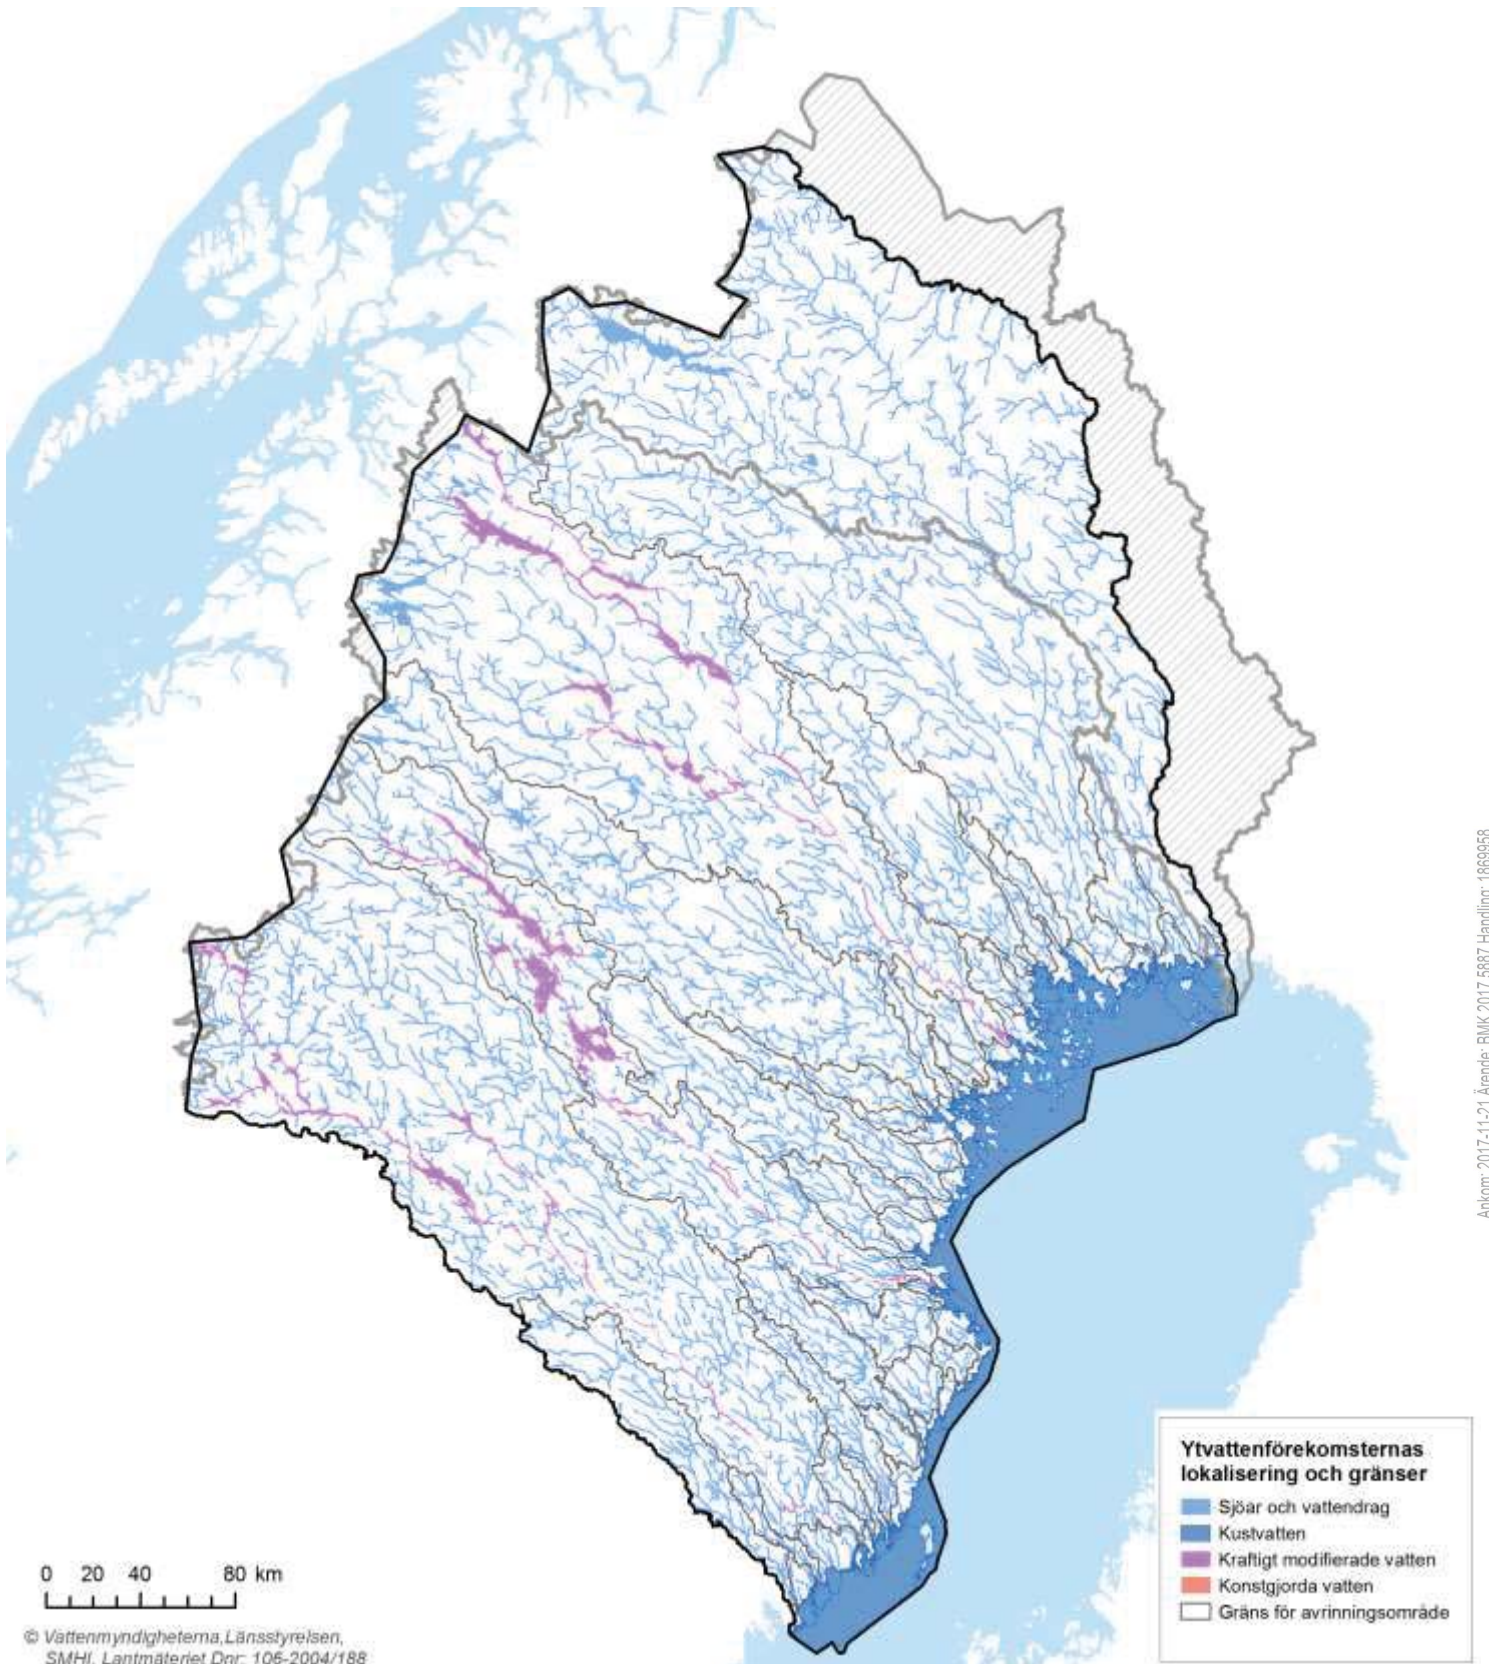 Ankom: 2017-11-21 Ärende: RMK 2017 5887 Handling: 1869958
Ytvattenförekomsternas
lokalisering och gränser
Sjöar och vattendrag
Kustvatten
Kraftigt modifierade vatten
Konstgjorda vatten
Gräns för avrinningsområde
0 20 40 80 km
© Vattenmyndigheterna,Länsstyrelsen,
SMHI, Lantmäteriet Dnr: 106-2004/188